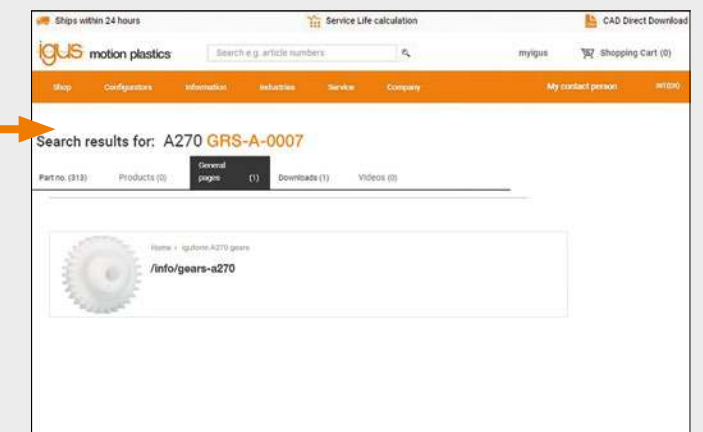 Ships within 24 hours
Service Life calculation
CAD Direct Download
igus motion plastics
Search e.g. article numbers
myigus
Shopping Cart (0)
Shop
Configurators
Information
Industries
Service
Company
My contact person
INT(EN)
Search results for: A270 GRS-A-0007
Part no. (313)
Products (0)
General
pages (1)
Downloads (1)
Videos (0)
Home › iguform A270 gears
/info/gears-a270